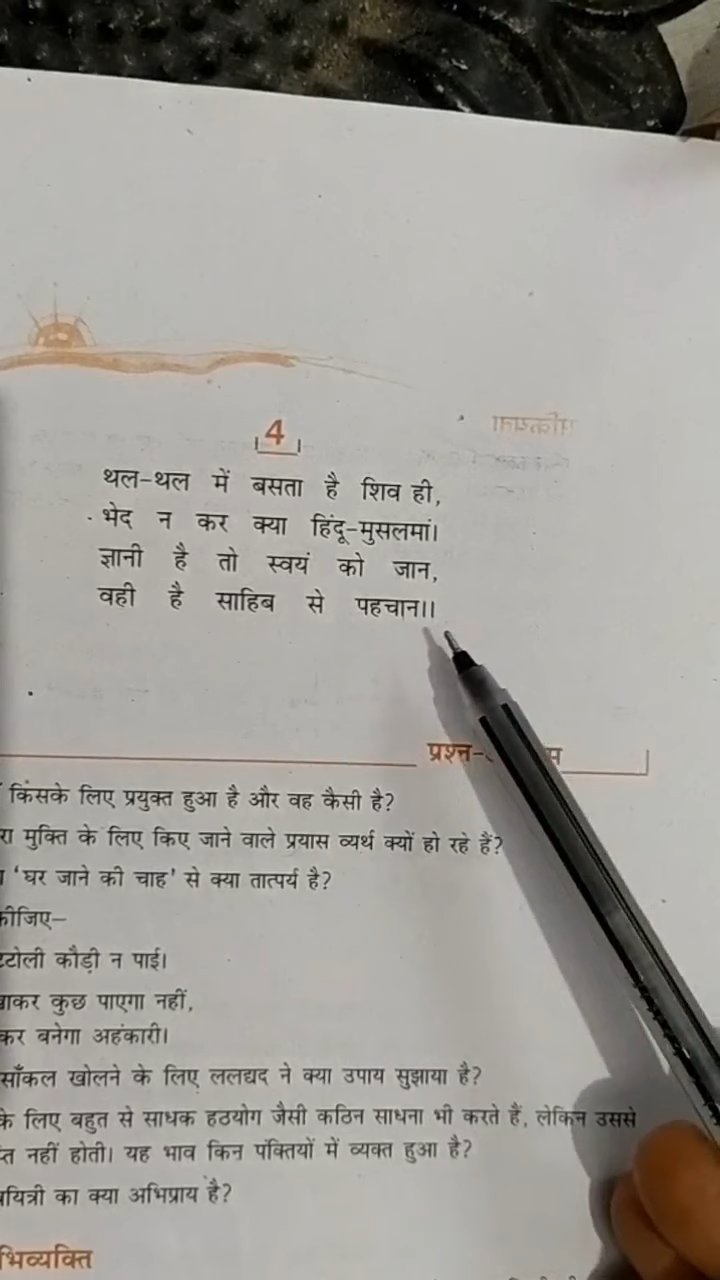 4
थल-थल में बसता है शिव ही,
भेद न कर क्या हिंदू-मुसलमां।
ज्ञानी है तो स्वयं को जान,
वही है साहिब से पहचान।।
प्रश्न-
किसके लिए प्रयुक्त हुआ है और वह कैसी है?
रा मुक्ति के लिए किए जाने वाले प्रयास व्यर्थ क्यों हो रहे हैं?
'घर जाने की चाह' से क्या तात्पर्य है?
कीजिए—
टटोली कौड़ी न पाई।
खाकर कुछ पाएगा नहीं,
कर बनेगा अहंकारी।
साँकल खोलने के लिए ललद्यद ने क्या उपाय सुझाया है?
के लिए बहुत से साधक हठयोग जैसी कठिन साधना भी करते हैं, लेकिन उससे
प्त नहीं होती। यह भाव किन पंक्तियों में व्यक्त हुआ है?
वयित्री का क्या अभिप्राय है?
भिव्यक्ति